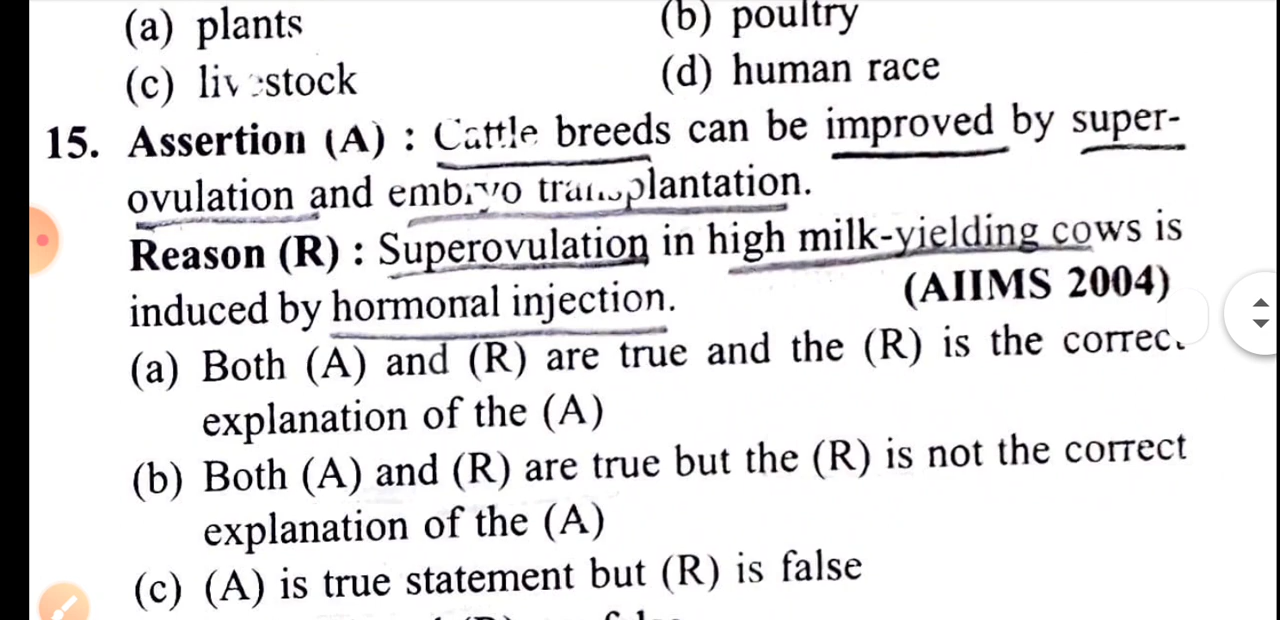 (a) plants (b) poultry
(c) livestock (d) human race
15. Assertion (A) : Cattle breeds can be improved by super-
ovulation and embryo transplantation.
Reason (R) : Superovulation in high milk-yielding cows is
induced by hormonal injection. (AIIMS 2004)
(a) Both (A) and (R) are true and the (R) is the correct
explanation of the (A)
(b) Both (A) and (R) are true but the (R) is not the correct
explanation of the (A)
(c) (A) is true statement but (R) is false